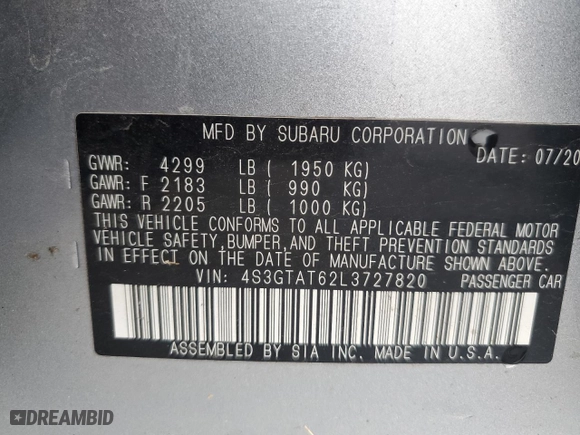 MFD BY SUBARU CORPORATION
DATE: 07/20
GVWR: 4299 LB ( 1950 KG)
GAWR: F 2183 LB ( 990 KG)
GAWR: R 2205 LB ( 1000 KG)
THIS VEHICLE CONFORMS TO ALL APPLICABLE FEDERAL MOTOR
VEHICLE SAFETY, BUMPER, AND THEFT PREVENTION STANDARDS
IN EFFECT ON THE DATE OF MANUFACTURE SHOWN ABOVE.
VIN: 4S3GTAT62L3727820 PASSENGER CAR
ASSEMBLED BY SIA INC. MADE IN U.S.A.
DREAMBID